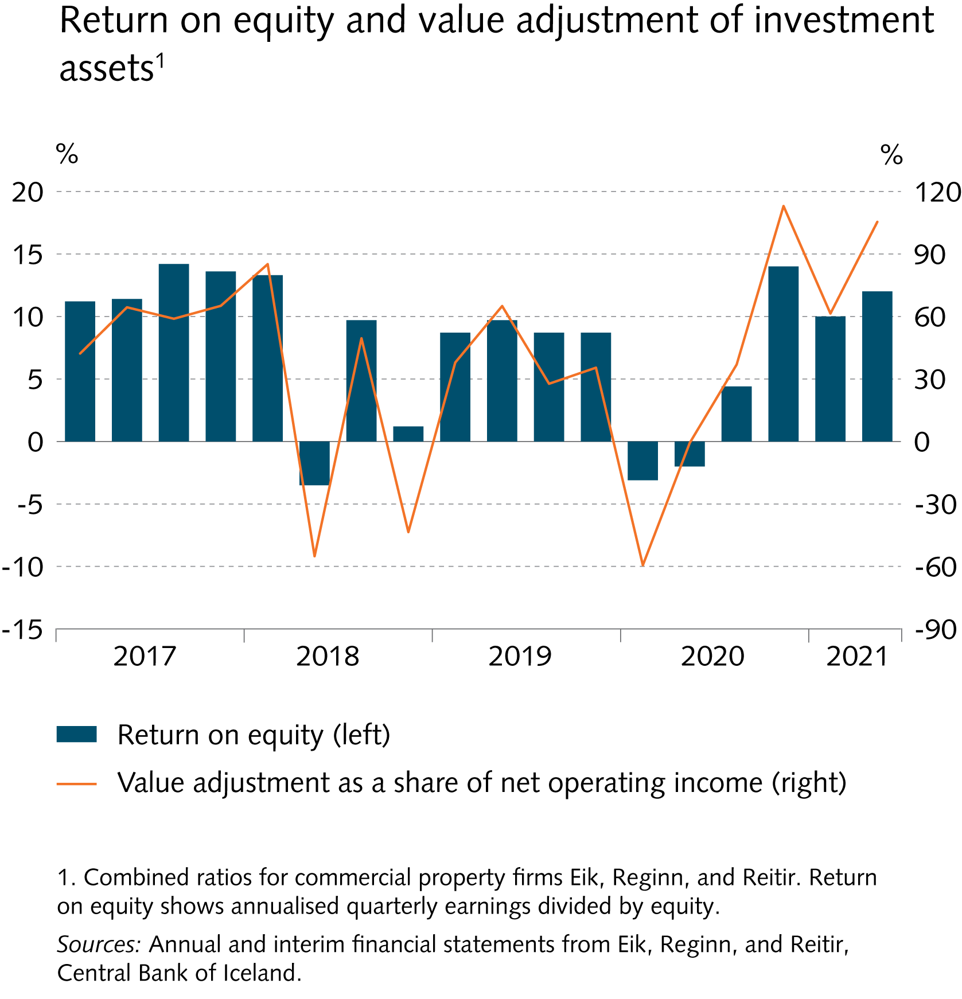 Return on equity and value adjustment of investment
assets¹
% %
20 120
15 90
10 60
5 30
0 0
-5 -30
-10 -60
-15 -90
2017 2018 2019 2020 2021
Return on equity (left)
Value adjustment as a share of net operating income (right)
1. Combined ratios for commercial property firms Eik, Reginn, and Reitir. Return
on equity shows annualised quarterly earnings divided by equity.
Sources: Annual and interim financial statements from Eik, Reginn, and Reitir,
Central Bank of Iceland.